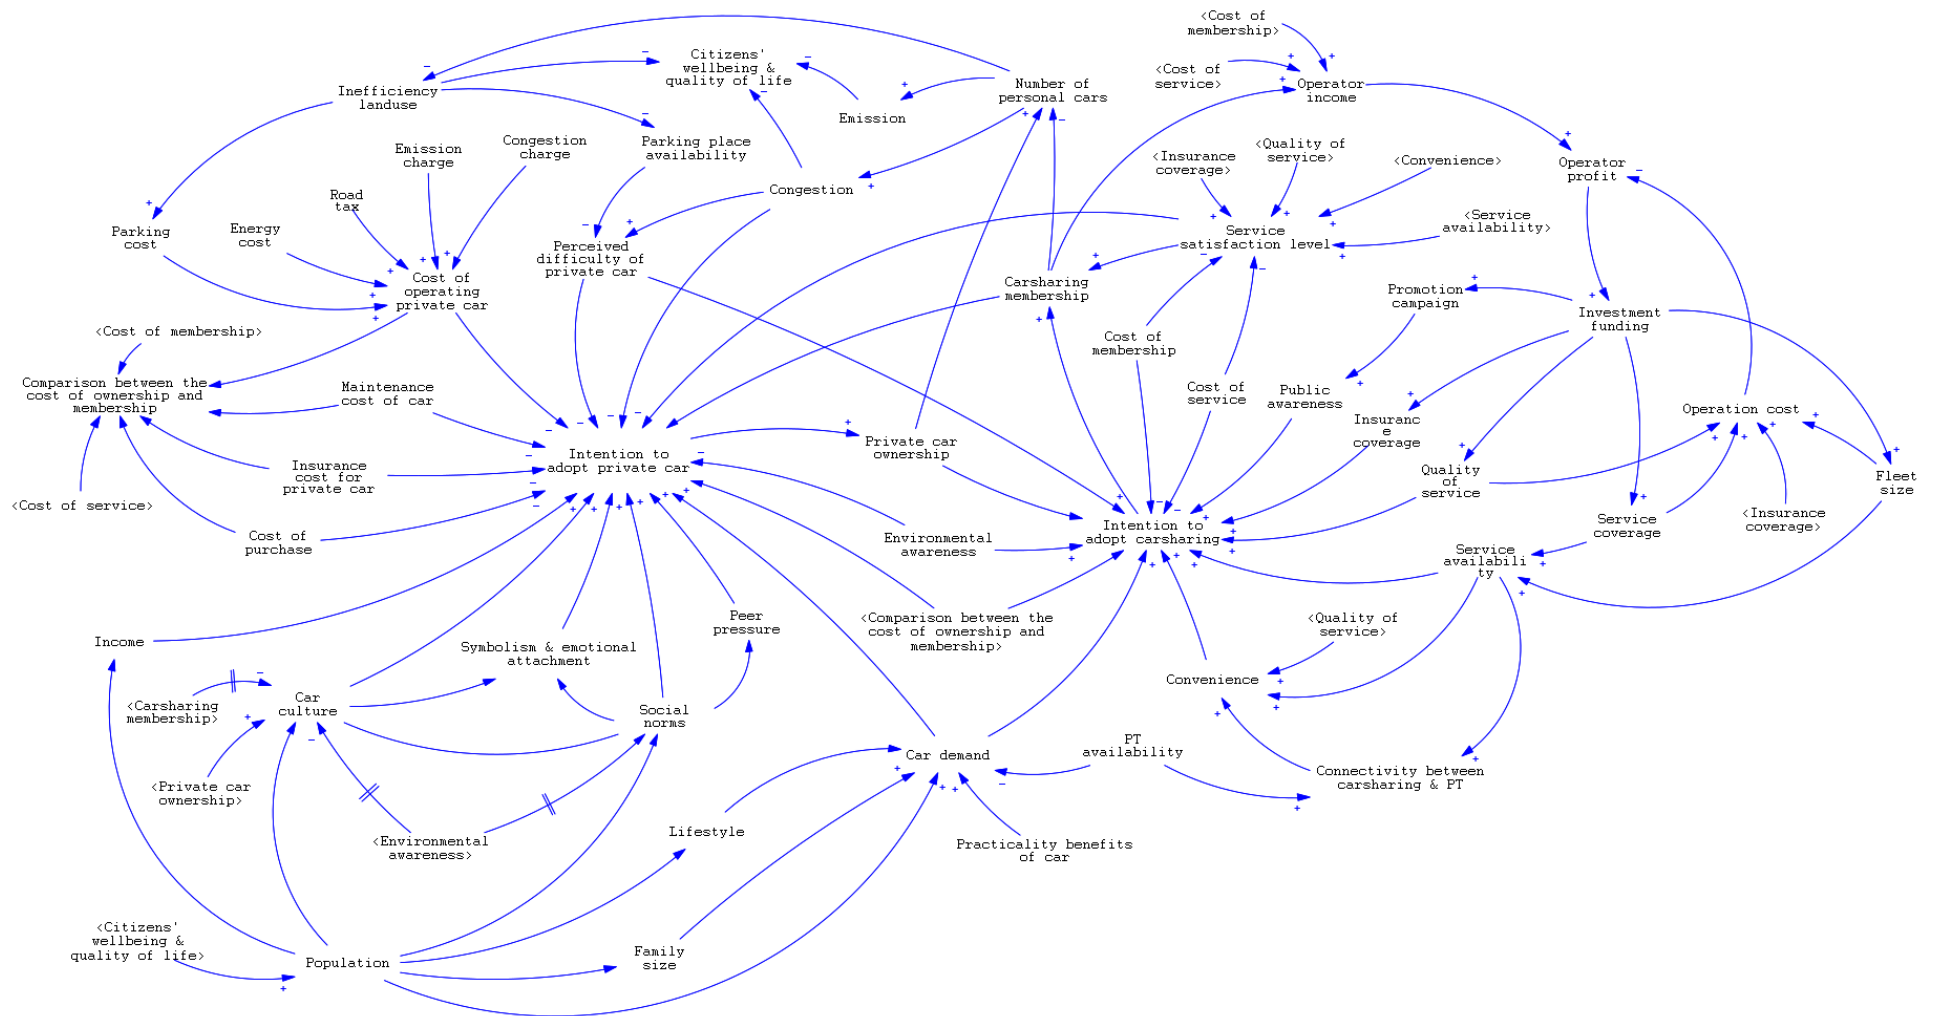 <Cost of
membership>
<Cost of
service>
Operator
income
Citizens'
wellbeing &
quality of life
Number of
personal cars
Inefficiency
landuse
Emission
Emission
charge
Congestion
charge
Parking place
availability
<Insurance
coverage>
<Quality of
service>
<Convenience>
Operator
profit
Road
tax
Congestion
<Service
availability>
Parking
cost
Energy
cost
Perceived
difficulty of
private car
Service
satisfaction level
Cost of
operating
private car
Carsharing
membership
Promotion
campaign
Investment
funding
<Cost of membership>
Cost of
membership
Comparison between the
cost of ownership and
membership
Maintenance
cost of car
Cost of
service
Public
awareness
Insuranc
e
coverage
Operation cost
Private car
ownership
Intention to
adopt private car
Insurance
cost for
private car
Quality
of
service
Fleet
size
<Cost of service>
Cost of
purchase
Environmental
awareness
Intention to
adopt carsharing
Service
coverage
<Insurance
coverage>
Service
availabili
ty
Income
Symbolism & emotional
attachment
Peer
pressure
<Comparison between the
cost of ownership and
membership>
<Quality of
service>
Convenience
<Carsharing
membership>
Car
culture
Social
norms
Car demand
PT
availability
Connectivity between
carsharing & PT
<Private car
ownership>
<Environmental
awareness>
Lifestyle
Practicality benefits
of car
<Citizens'
wellbeing &
quality of life>
Population
Family
size